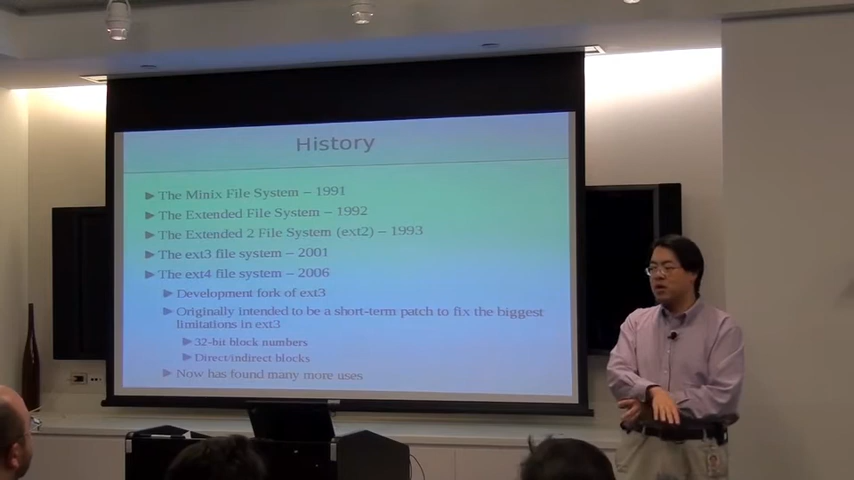 History
The Minix File System – 1991
The Extended File System – 1992
The Extended 2 File System (ext2) – 1993
The ext3 file system – 2001
The ext4 file system – 2006
Development fork of ext3
Originally intended to be a short-term patch to fix the biggest
limitations in ext3
32-bit block numbers
Direct/indirect blocks
Now has found many more uses